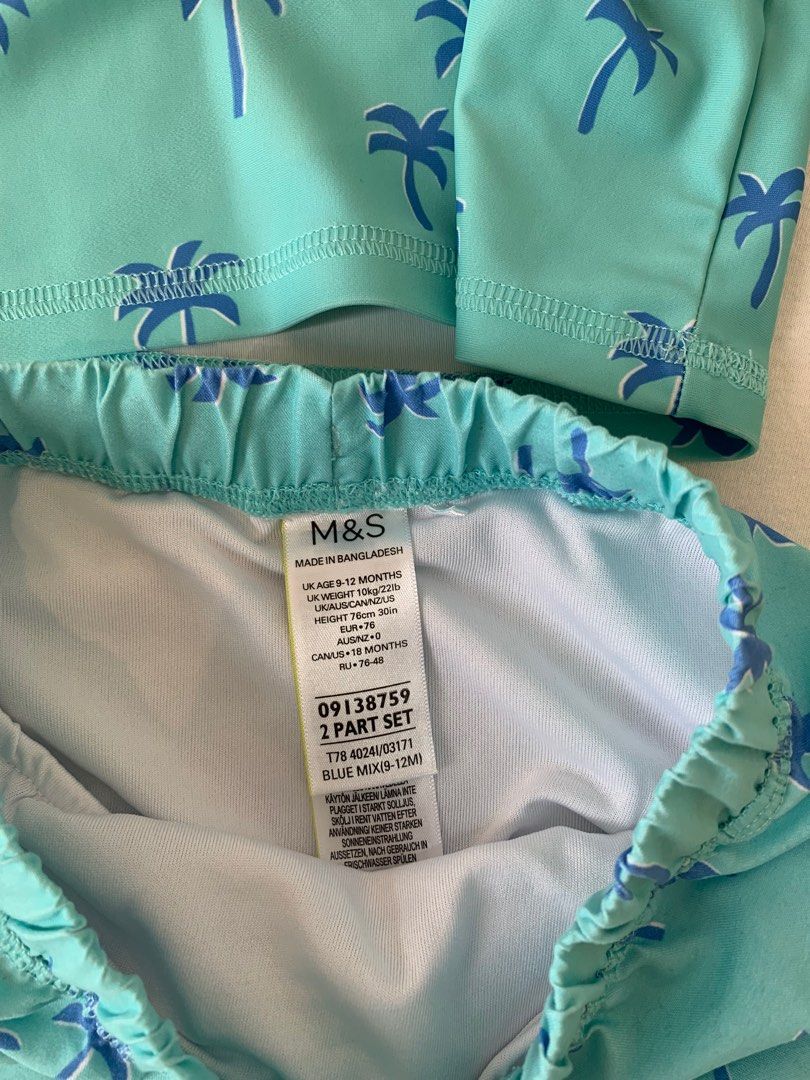 M&S
MADE IN BANGLADESH
UK AGE 9-12 MONTHS
UK WEIGHT 10kg/22lb
UK/AUS/CAN/NZ/US
HEIGHT 76cm 30in
EUR•76
AUS/NZ•0
CAN/US•18 MONTHS
RU•76-48
09138759
2 PART SET
T78 4024I/03171
BLUE MIX(9-12M)
KÄYTÖN JÄLKEEN LÄMNA INTE
PLAGGET I STARKT SOLLJUS,
SKÖLJ I RENT VATTEN EFTER
ANVÄNDNING! KEINER STARKEN
SONNENEINSTRAHLUNG
AUSSETZEN, NACH GEBRAUCH IN
FRISCHWASSER SPÜLEN